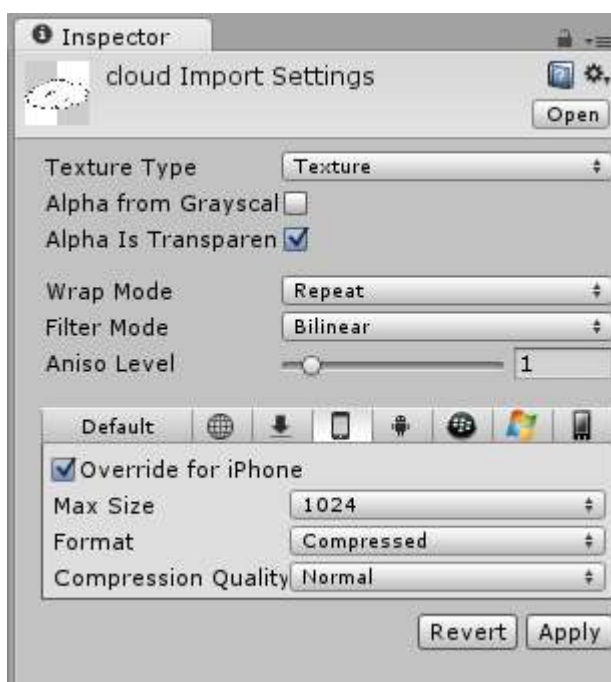 Inspector
cloud Import Settings
Open
Texture Type Texture
Alpha from Grayscal
Alpha Is Transparen
Wrap Mode Repeat
Filter Mode Bilinear
Aniso Level 1
Default
Override for iPhone
Max Size 1024
Format Compressed
Compression Quality Normal
Revert Apply